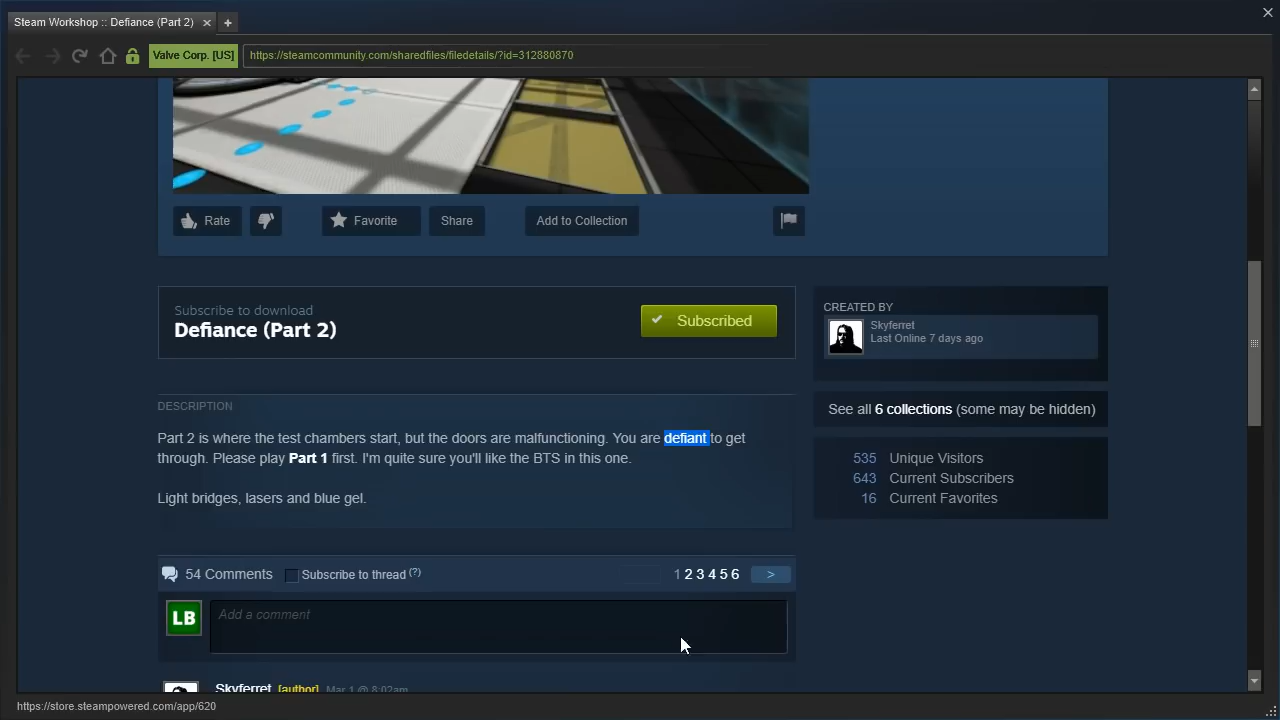 Steam Workshop :: Defiance (Part 2)
Valve Corp. [US] https://steamcommunity.com/sharedfiles/filedetails/?id=312880870
Rate Favorite Share Add to Collection
Subscribe to download
Defiance (Part 2)
Subscribed
CREATED BY
Skyferret
Last Online 7 days ago
See all 6 collections (some may be hidden)
535 Unique Visitors
643 Current Subscribers
16 Current Favorites
DESCRIPTION
Part 2 is where the test chambers start, but the doors are malfunctioning. You are defiant to get
through. Please play Part 1 first. I'm quite sure you'll like the BTS in this one.
Light bridges, lasers and blue gel.
54 Comments Subscribe to thread (?) 1 2 3 4 5 6 >
LB Add a comment
Skyferret [author] Mar 1 @ 8:02am
https://store.steampowered.com/app/620